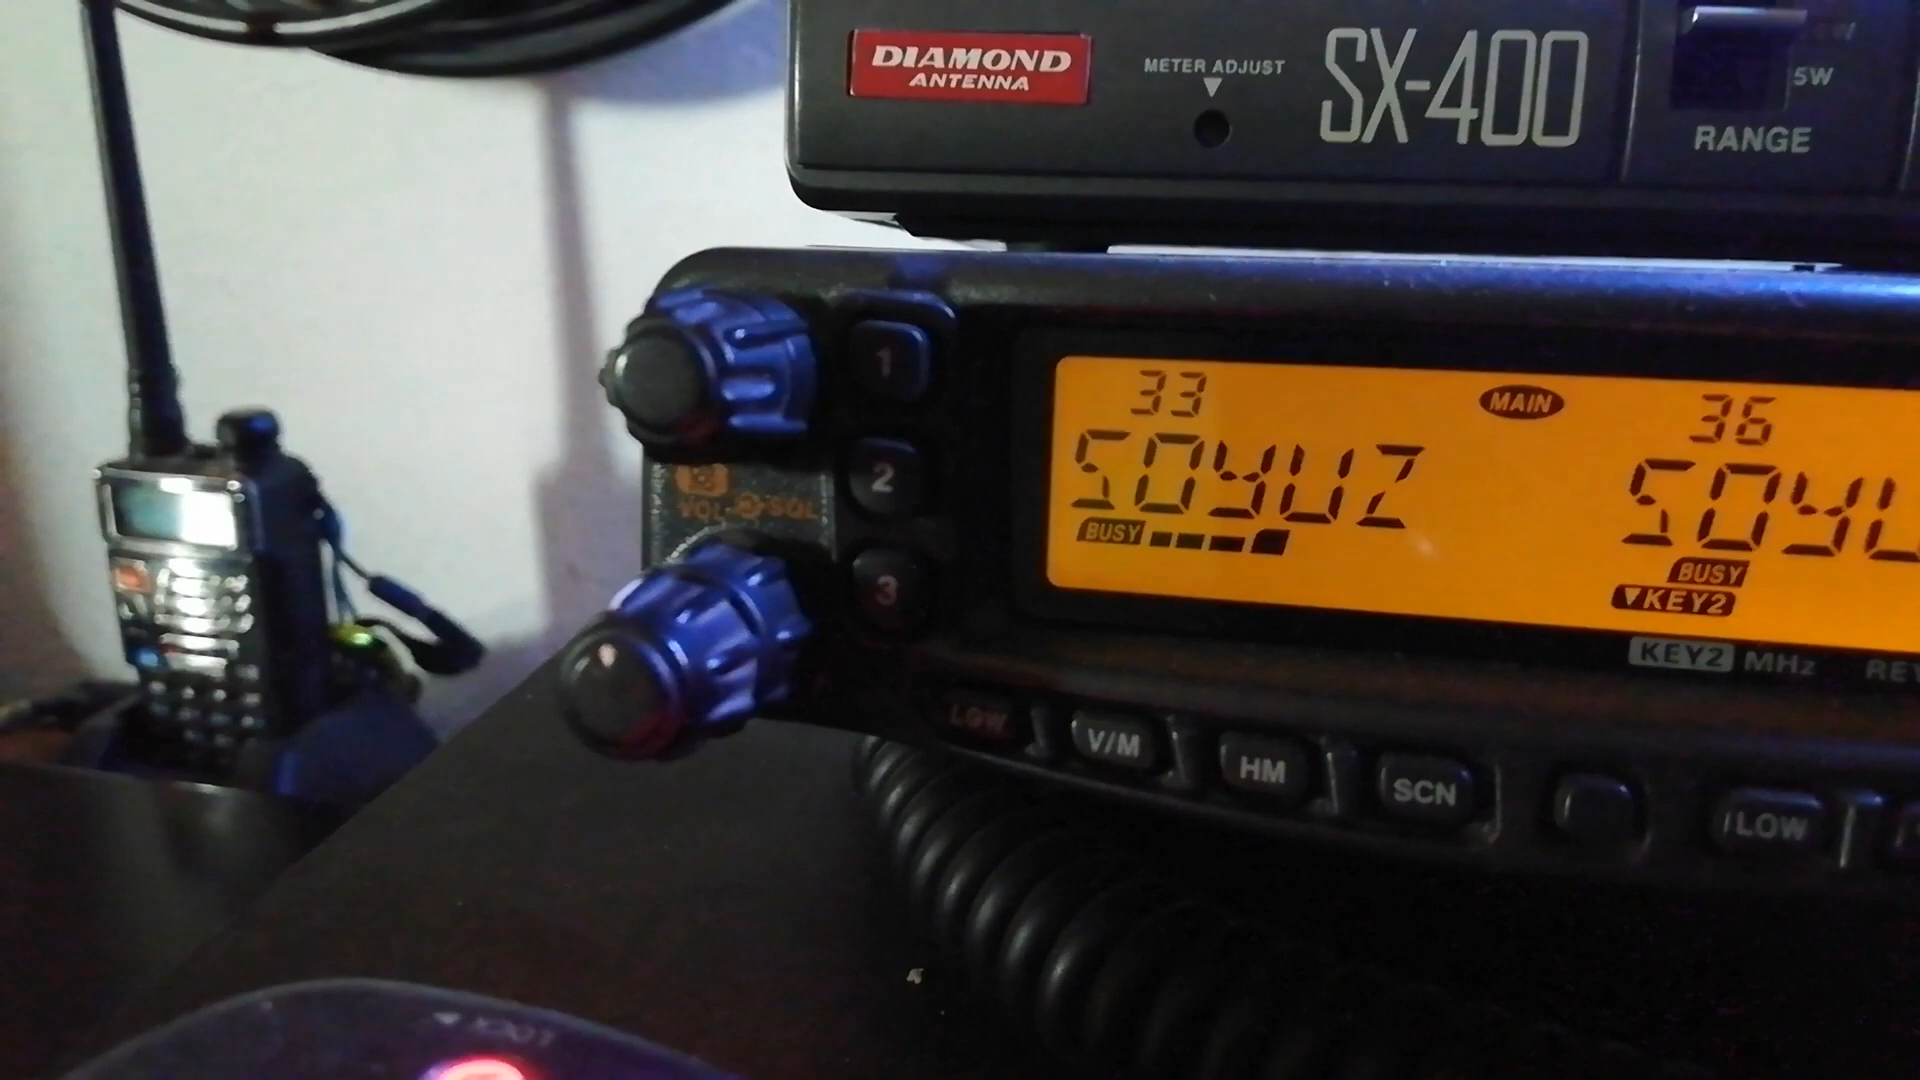 DIAMOND
ANTENNA
METER ADJUST
SX-400
5W
RANGE
1
2
3
VOL SQL
33
MAIN
36
SOYUZ
SOYU
BUSY
BUSY
▼KEY2
KEY2 MHz REV
LOW
V/M
HM
SCN
LOW